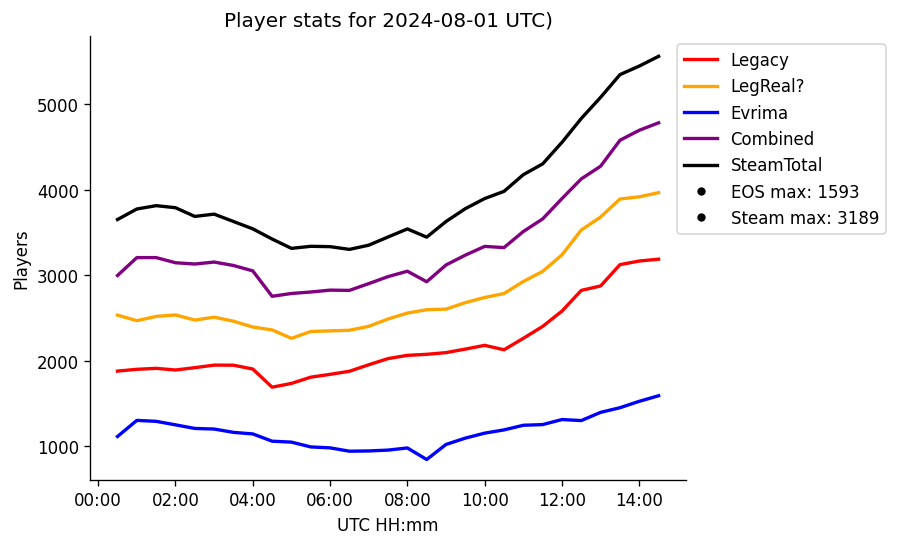 Player stats for 2024-08-01 UTC)
Legacy
LegReal?
Evrima
Combined
SteamTotal
EOS max: 1593
Steam max: 3189
Players
5000
4000
3000
2000
1000
00:00 02:00 04:00 06:00 08:00 10:00 12:00 14:00
UTC HH:mm